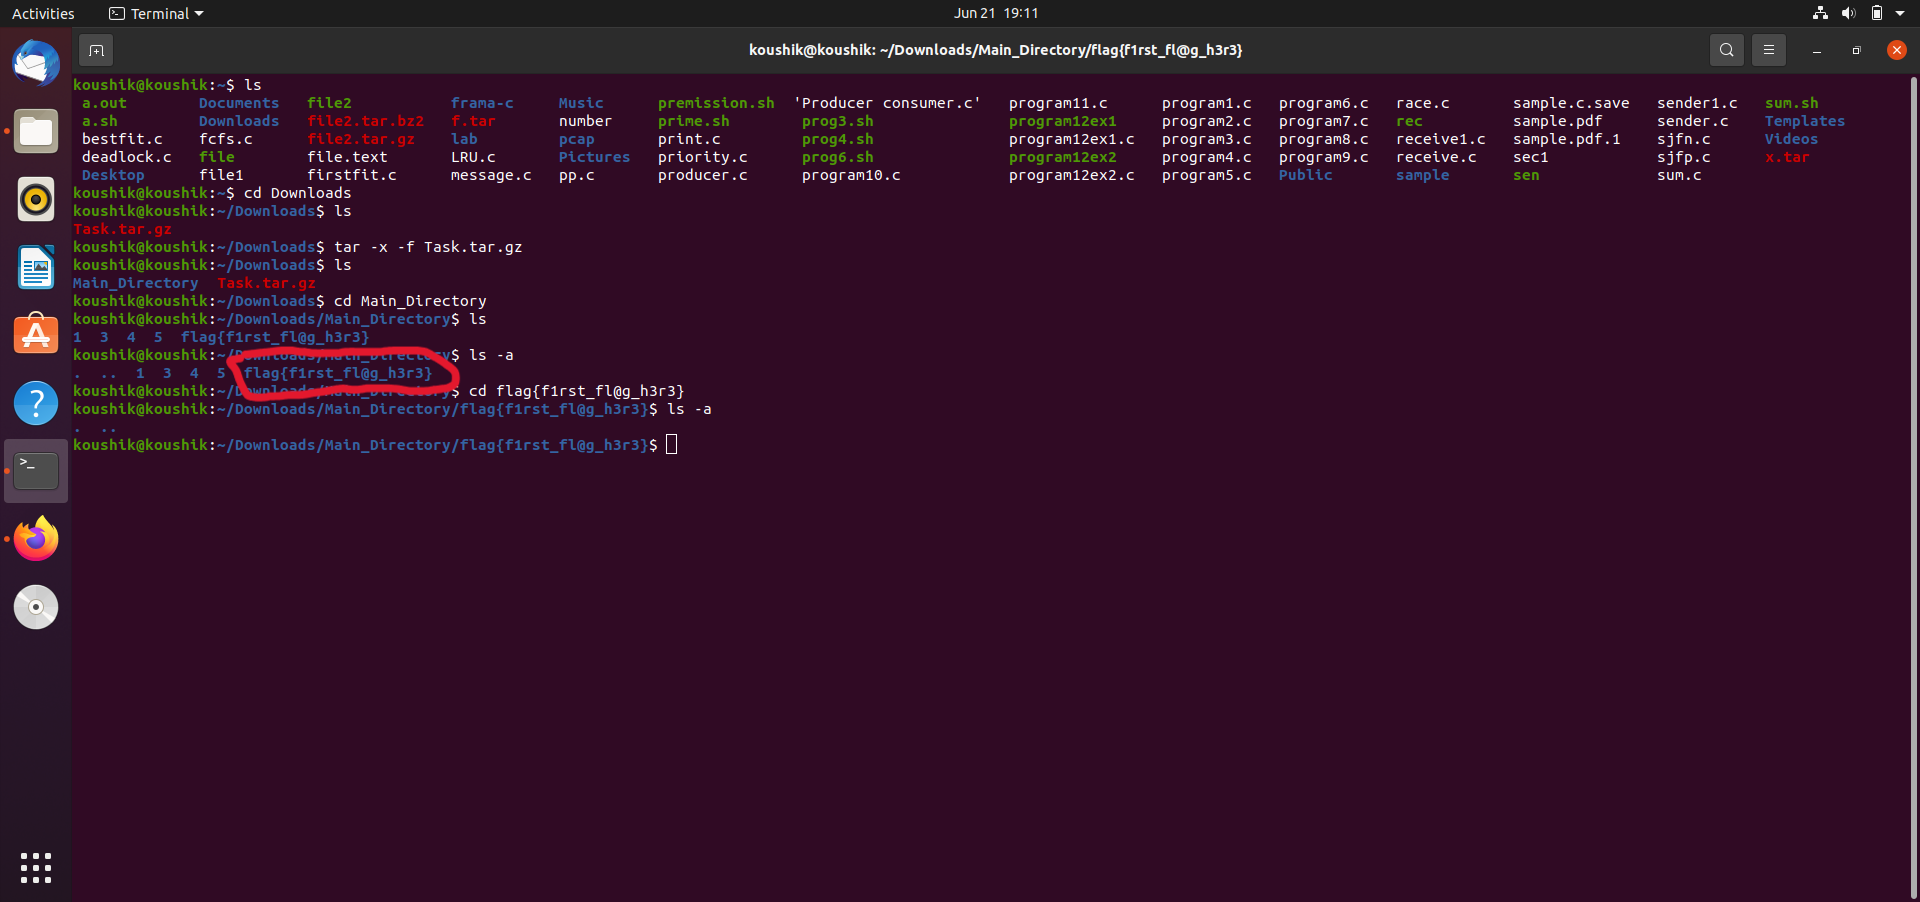 Activities Terminal Jun 21 19:11
koushik@koushik: ~/Downloads/Main_Directory/flag{f1rst_fl@g_h3r3}
koushik@koushik:~$ ls
a.out Documents file2 frama-c Music premission.sh 'Producer consumer.c' program11.c program1.c program6.c race.c sample.c.save sender1.c sum.sh
a.sh Downloads file2.tar.bz2 f.tar number prime.sh prog3.sh program12ex1 program2.c program7.c rec sample.pdf sender.c Templates
bestfit.c fcfs.c file2.tar.gz lab pcap print.c prog4.sh program12ex1.c program3.c program8.c receive1.c sample.pdf.1 sjfn.c Videos
deadlock.c file file.text LRU.c Pictures priority.c prog6.sh program12ex2 program4.c program9.c receive.c sec1 sjfp.c x.tar
Desktop file1 firstfit.c message.c pp.c producer.c program10.c program12ex2.c program5.c Public sample sen sum.c
koushik@koushik:~$ cd Downloads
koushik@koushik:~/Downloads$ ls
Task.tar.gz
koushik@koushik:~/Downloads$ tar -x -f Task.tar.gz
koushik@koushik:~/Downloads$ ls
Main_Directory Task.tar.gz
koushik@koushik:~/Downloads$ cd Main_Directory
koushik@koushik:~/Downloads/Main_Directory$ ls
1 3 4 5 flag{f1rst_fl@g_h3r3}
koushik@koushik:~/Downloads/Main_Directory$ ls -a
. .. 1 3 4 5 flag{f1rst_fl@g_h3r3}
koushik@koushik:~/Downloads/Main_Directory$ cd flag{f1rst_fl@g_h3r3}
koushik@koushik:~/Downloads/Main_Directory/flag{f1rst_fl@g_h3r3}$ ls -a
. ..
koushik@koushik:~/Downloads/Main_Directory/flag{f1rst_fl@g_h3r3}$